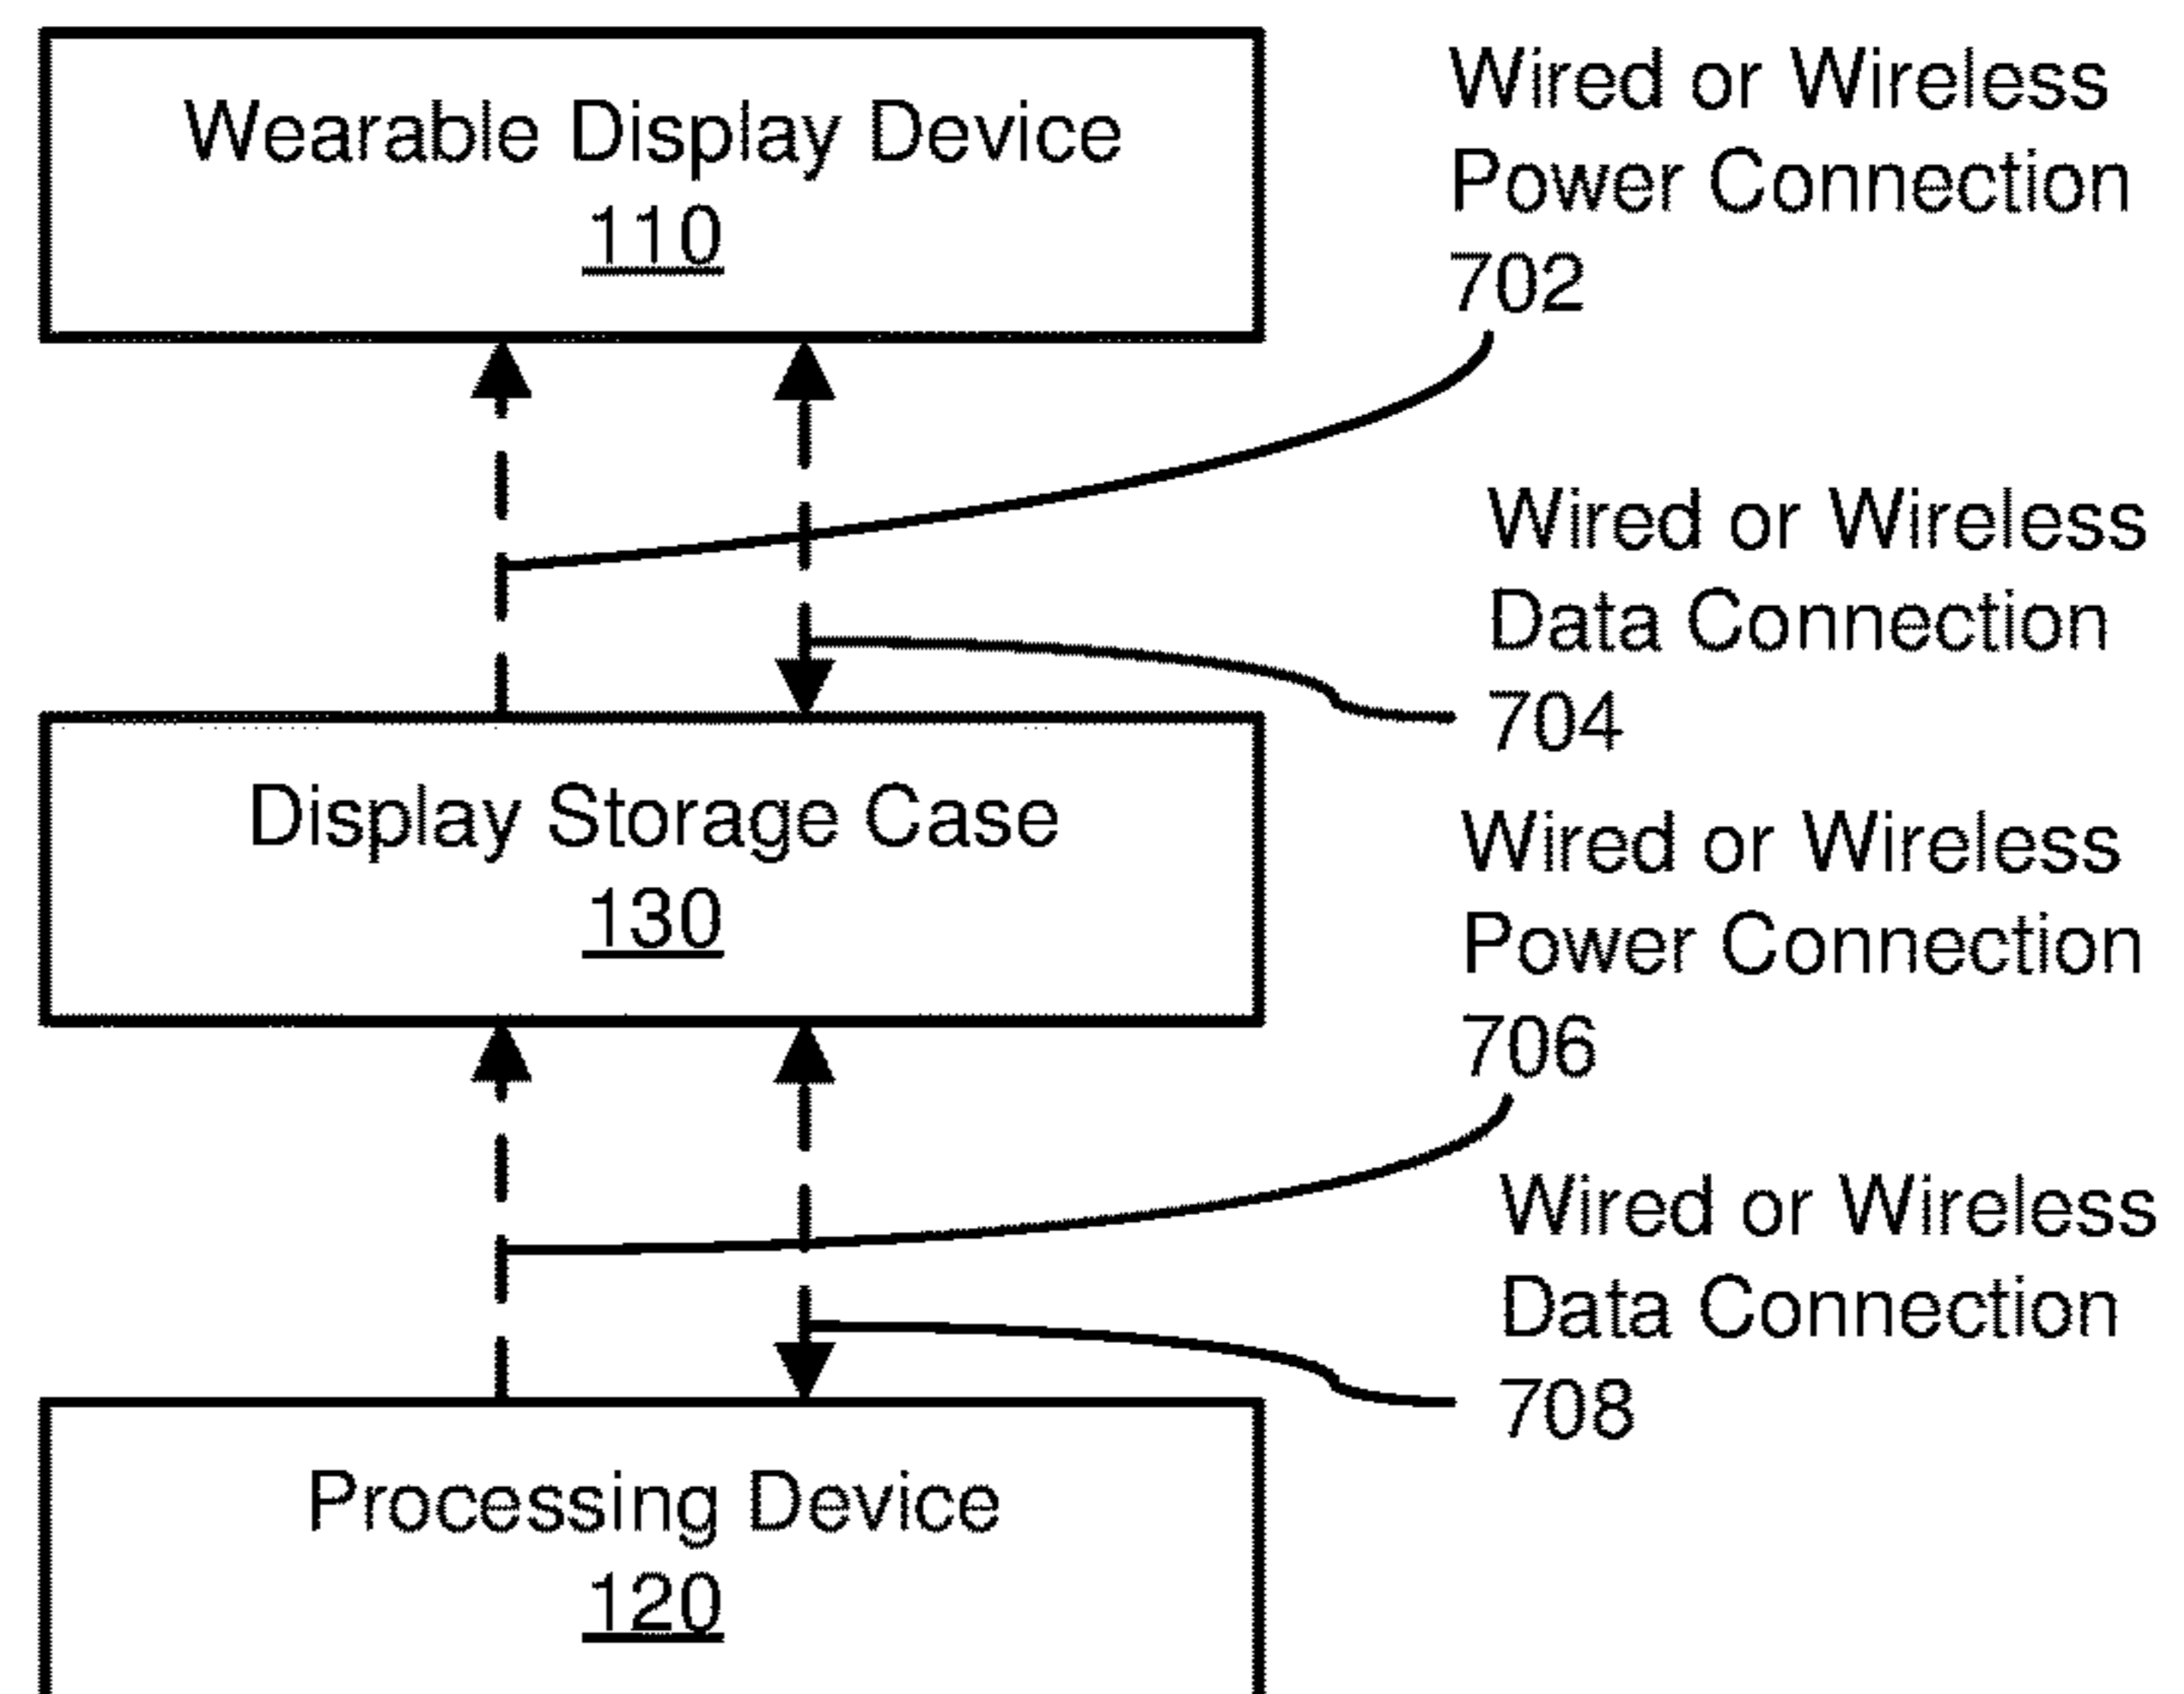 Wearable Display Device
110
Wired or Wireless
Power Connection
702
Wired or Wireless
Data Connection
704
Display Storage Case
130
Wired or Wireless
Power Connection
706
Wired or Wireless
Data Connection
708
Processing Device
120